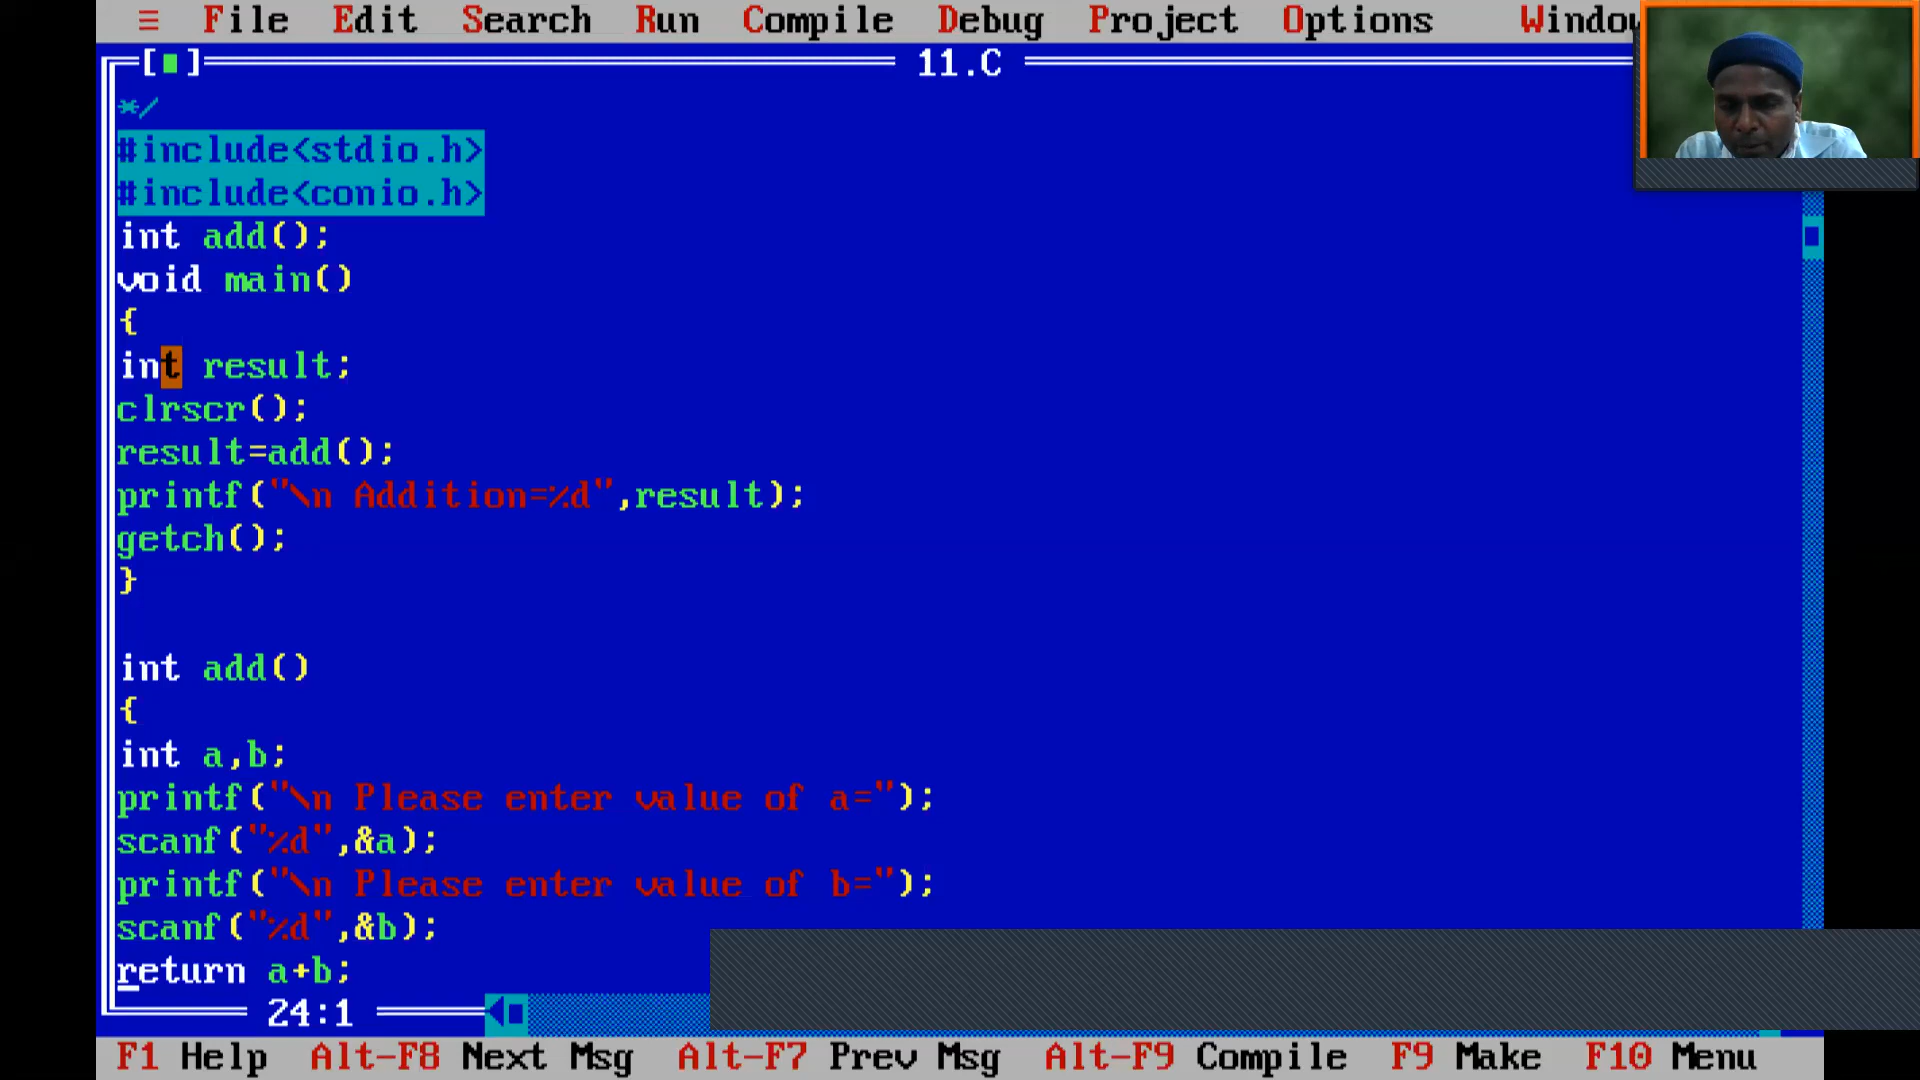 ≡ File Edit Search Run Compile Debug Project Options Window
[■] 11.C
*/
#include<stdio.h>
#include<conio.h>
int add();
void main()
{
int result;
clrscr();
result=add();
printf("\n Addition=%d",result);
getch();
}
int add()
{
int a,b;
printf("\n Please enter value of a=");
scanf("%d",&a);
printf("\n Please enter value of b=");
scanf("%d",&b);
return a+b;
24:1
F1 Help Alt-F8 Next Msg Alt-F7 Prev Msg Alt-F9 Compile F9 Make F10 Menu